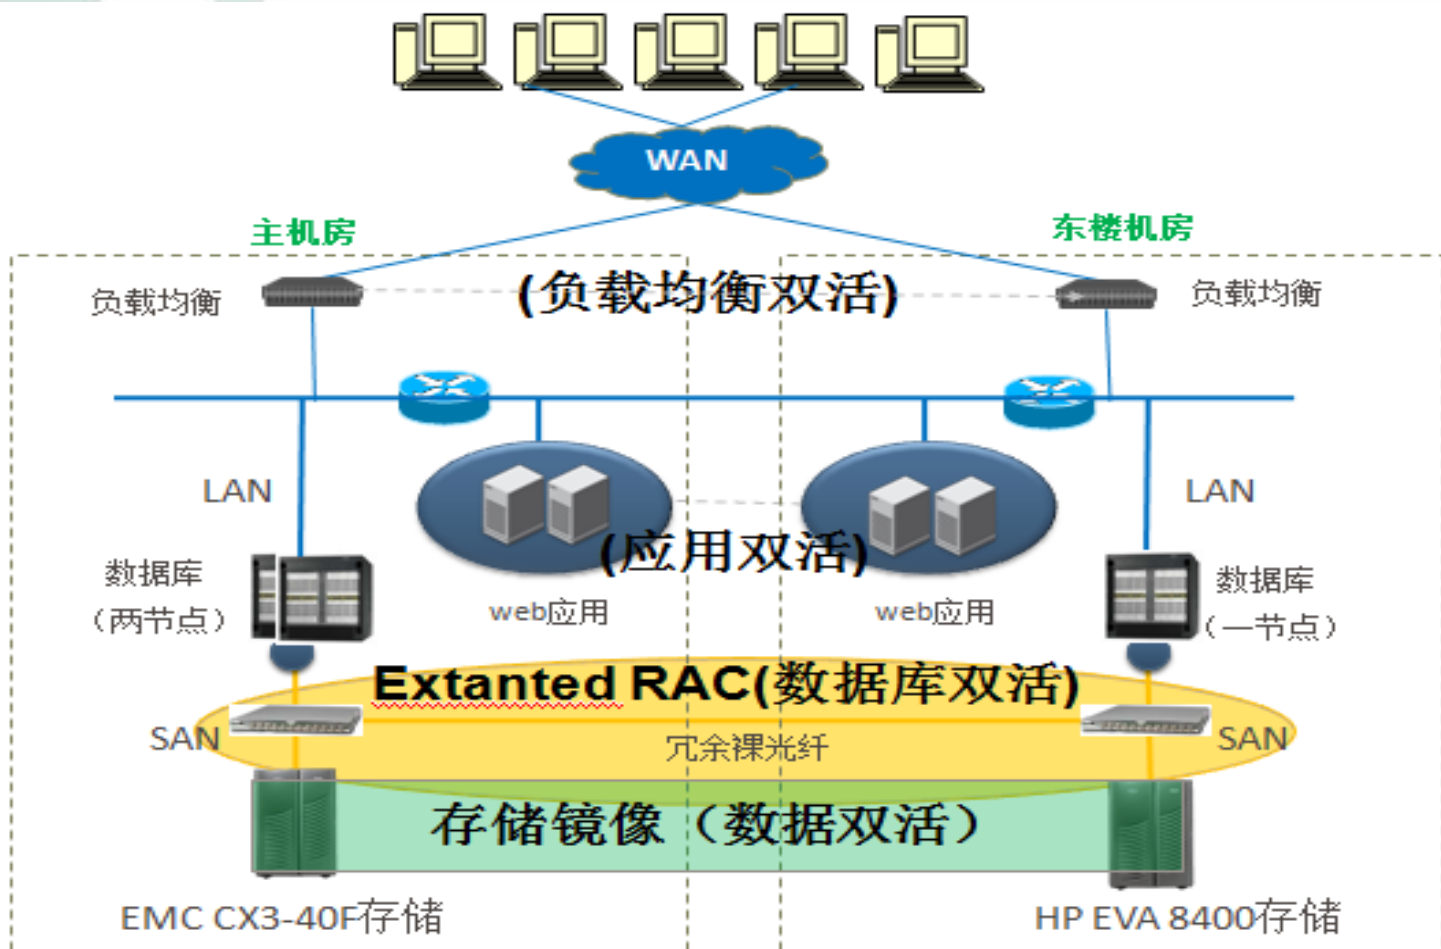 WAN
主机房
东楼机房
负载均衡
(负载均衡双活)
负载均衡
LAN
LAN
数据库
（两节点）
(应用双活)
数据库
（一节点）
web应用
web应用
Extanted RAC(数据库双活)
SAN
冗余裸光纤
SAN
存储镜像（数据双活）
EMC CX3-40F存储
HP EVA 8400存储